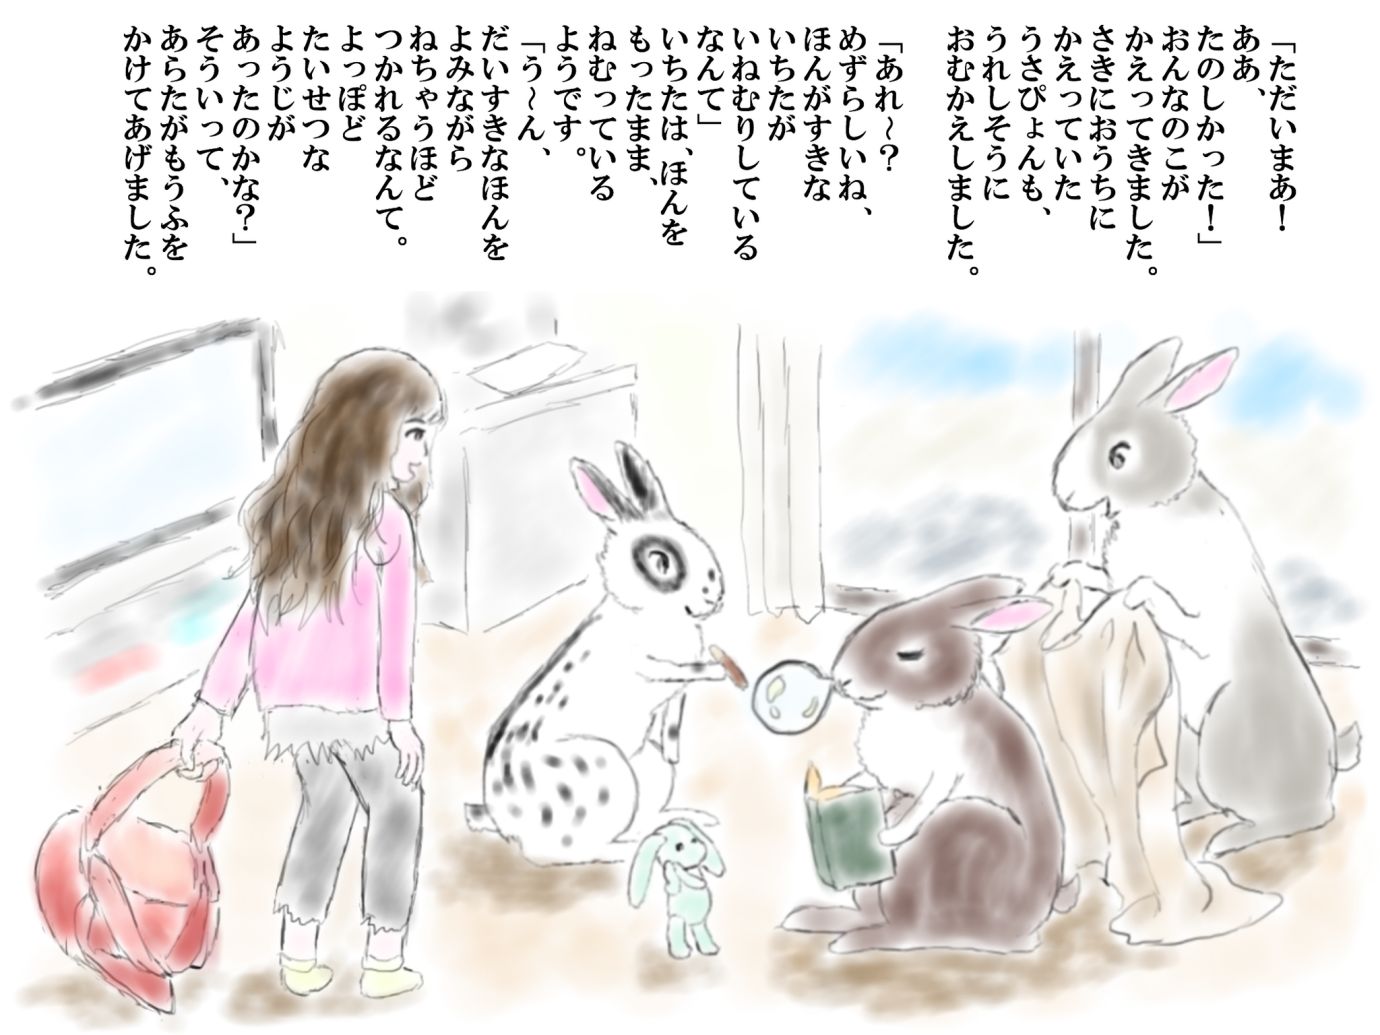 「ただいまあ！
ああ、
たのしかった！」
おんなのこが
かえってきました。
さきにおうちに
かえっていた
うさぴょんも、
うれしそうに
おむかえしました。
「あれ～？
めずらしいね、
ほんがすきな
いちたが
いねむりしている
なんて」
いちたは、ほんを
もったまま、
ねむっている
ようです。
「う～ん、
だいすきなほんを
よみながら
ねちゃうほど
つかれるなんて。
よっぽど
たいせつな
ようじが
あったのかな？」
そういって、
あらたがもうふを
かけてあげました。